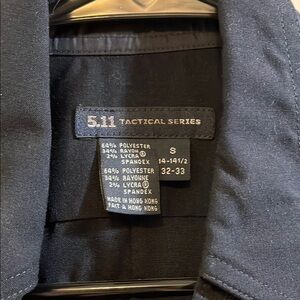 5.11 TACTICAL SERIES
64% POLYESTER
34% RAYON
2% LYCRA®
SPANDEX
64% POLYESTER
34% RAYONNE
2% LYCRA®
SPANDEX
MADE IN HONG KONG
FAIT A HONG KONG
S
14-14 1/2
32-33